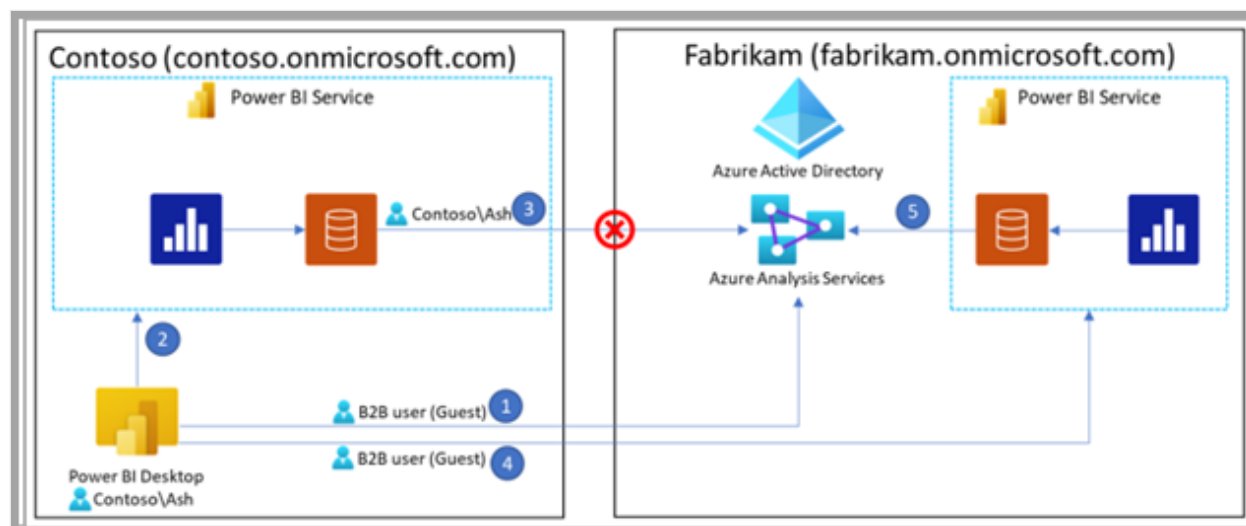 Contoso (contoso.onmicrosoft.com)
Power BI Service
Contoso\Ash
3
2
B2B user (Guest)
1
B2B user (Guest)
4
Power BI Desktop
Contoso\Ash
Fabrikam (fabrikam.onmicrosoft.com)
Power BI Service
Azure Active Directory
5
Azure Analysis Services